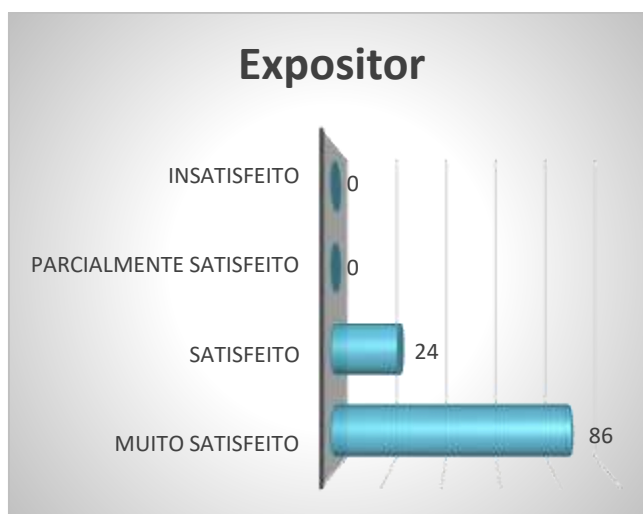 Expositor
INSATISFEITO 0
PARCIALMENTE SATISFEITO 0
SATISFEITO 24
MUITO SATISFEITO 86